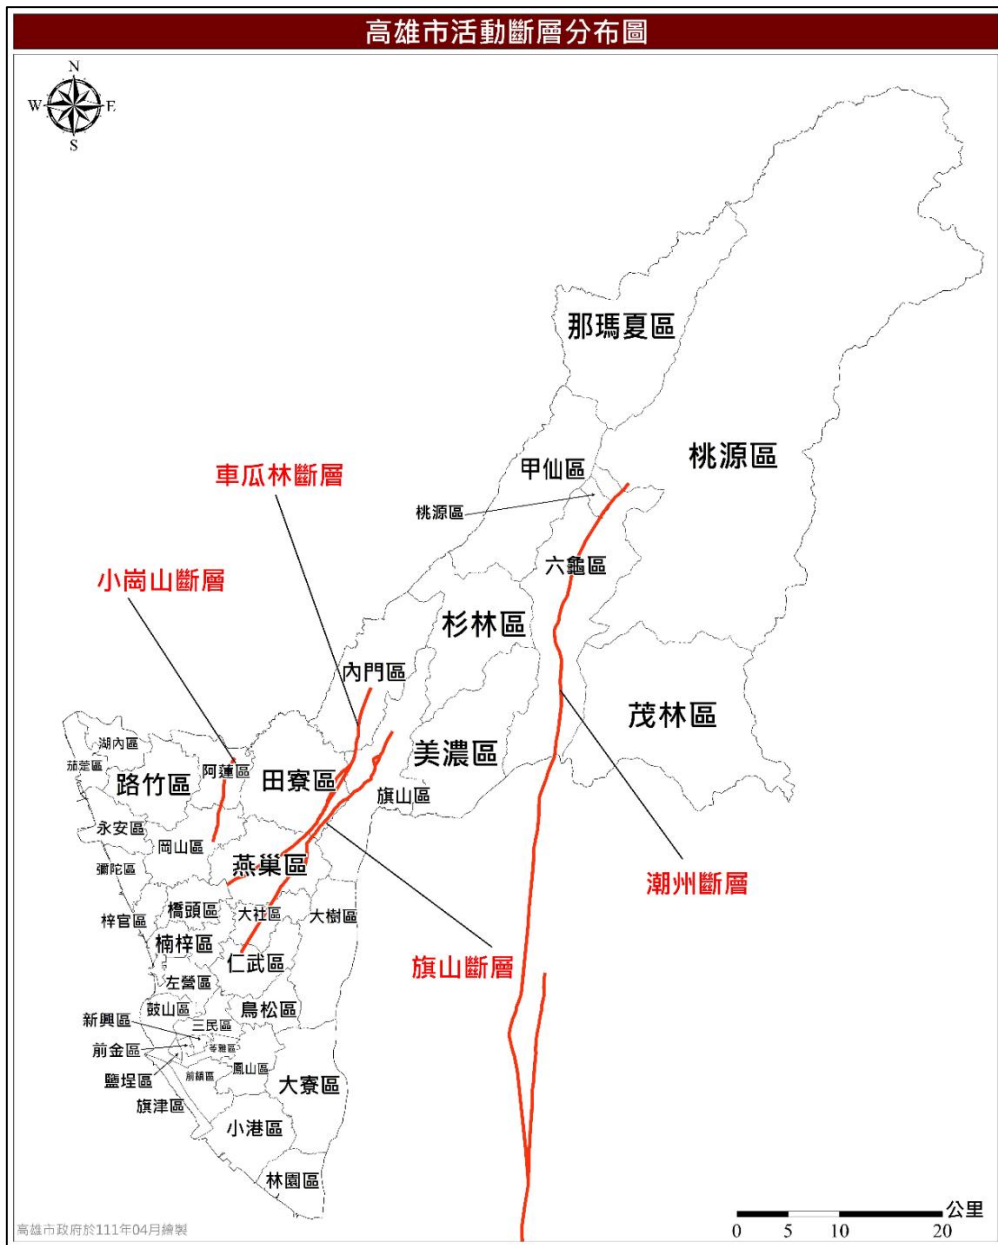 高雄市活動斷層分布圖
N
W
E
S
那瑪夏區
桃源區
甲仙區
車瓜林斷層
桃源區
六龜區
小崗山斷層
杉林區
內門區
茂林區
湖內區
美濃區
茄萣區
阿蓮區
路竹區
田寮區
旗山區
永安區
岡山區
燕巢區
彌陀區
潮州斷層
橋頭區
大社區
大樹區
梓官區
楠梓區
仁武區
旗山斷層
左營區
鼓山區
鳥松區
新興區
三民區
前金區
苓雅區
鹽埕區
前鎮區
鳳山區
大寮區
旗津區
小港區
林園區
公里
0 5 10 20
高雄市政府於111年04月繪製